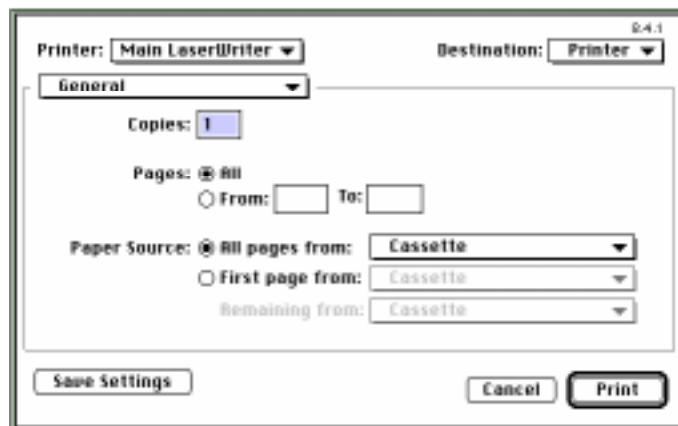 8.4.1
Printer: Main LaserWriter Destination: Printer
General
Copies: 1
Pages: All
From: To:
Paper Source: All pages from: Cassette
First page from: Cassette
Remaining from: Cassette
Save Settings Cancel Print